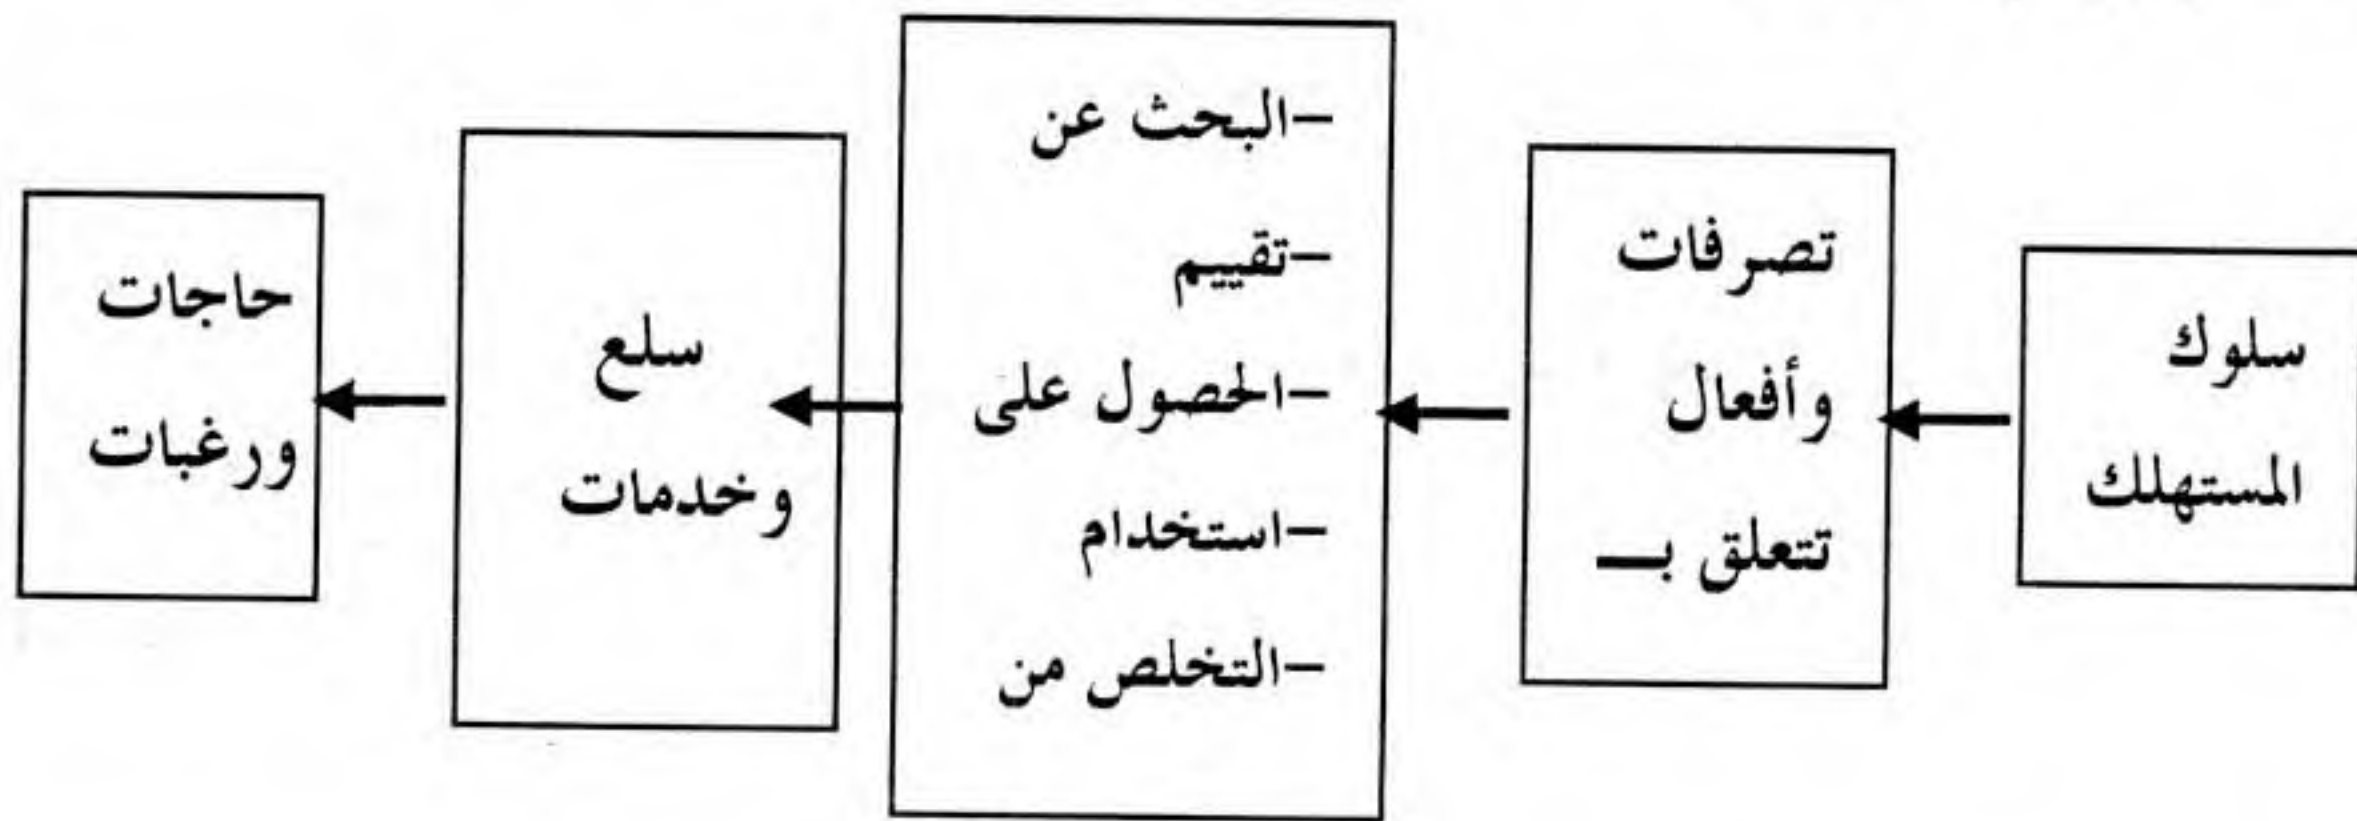 سلوك
المستهلك
تصرفات
وأفعال
تتعلق بـــ
–البحث عن
–تقييم
–الحصول على
–استخدام
–التخلص من
سلع
وخدمات
حاجات
ورغبات